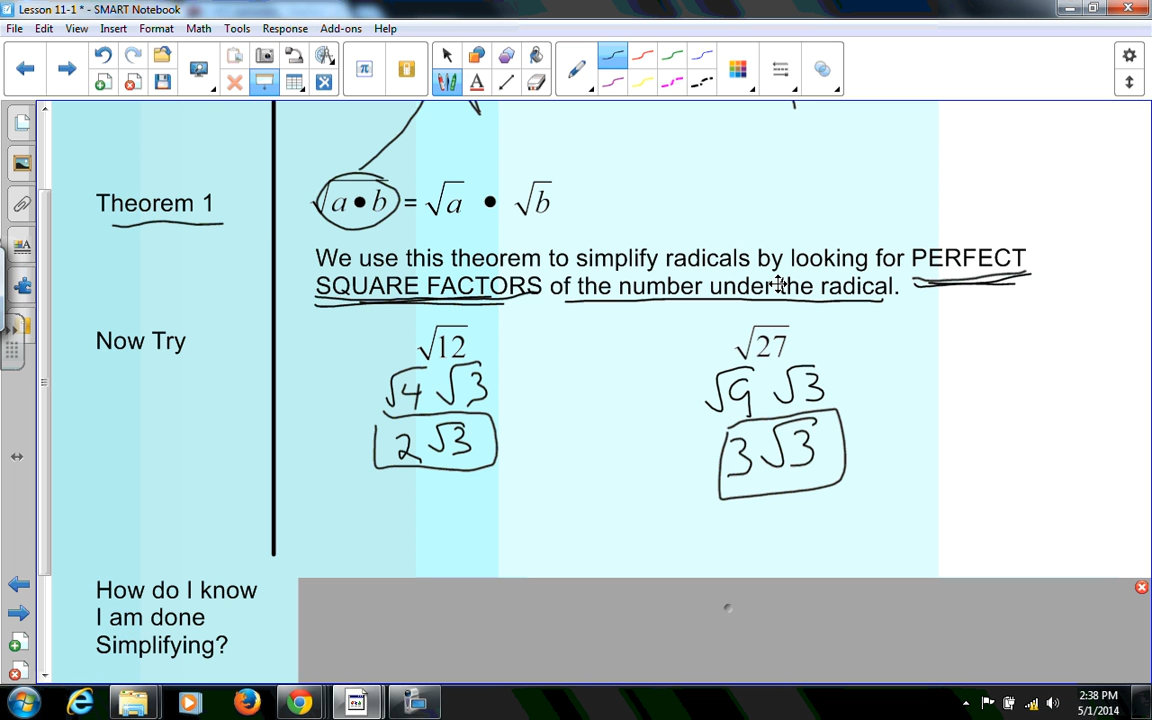 Lesson 11-1 * - SMART Notebook
File Edit View Insert Format Math Tools Response Add-ons Help
Theorem 1
√a•b = √a • √b
We use this theorem to simplify radicals by looking for PERFECT
SQUARE FACTORS of the number under the radical.
Now Try
√12 √27
√4 √3 √9 √3
2√3 3√3
How do I know
I am done
Simplifying?
2:38 PM
5/1/2014